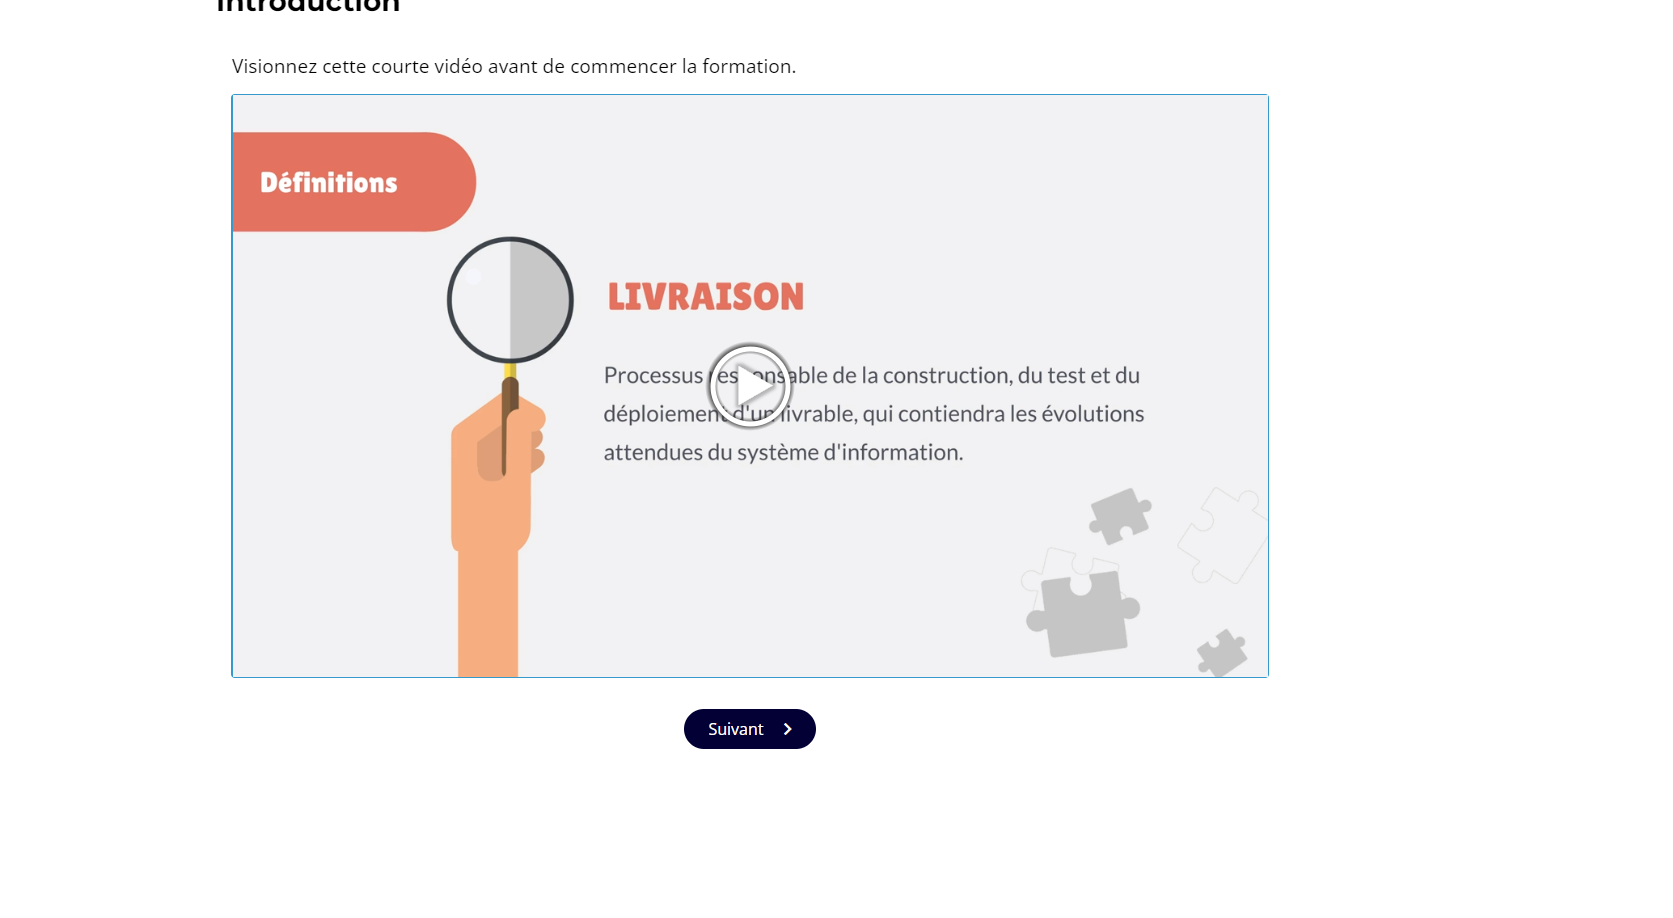 Introduction
Visionnez cette courte vidéo avant de commencer la formation.
Définitions
LIVRAISON
Processus responsable de la construction, du test et du
déploiement d'un livrable, qui contiendra les évolutions
attendues du système d'information.
Suivant